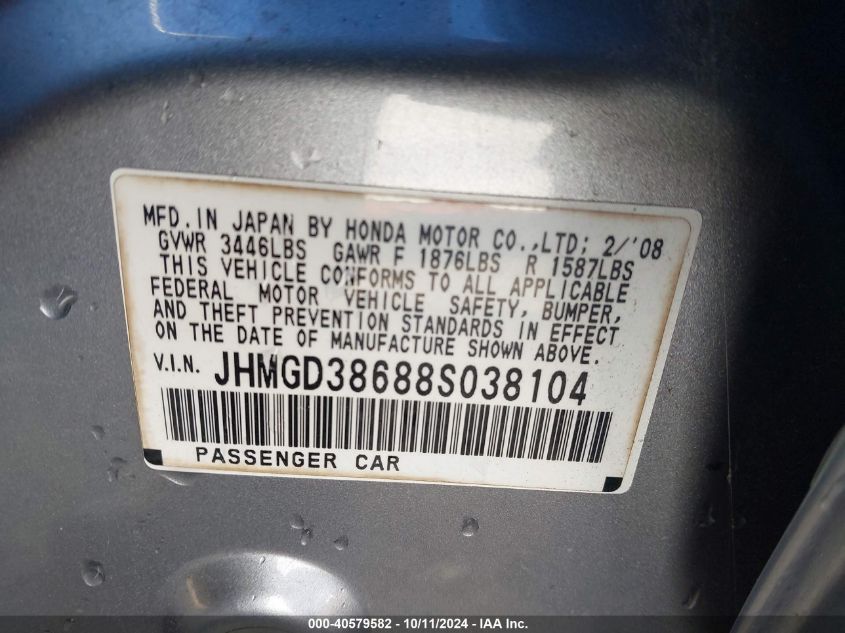 MFD. IN JAPAN BY HONDA MOTOR CO.,LTD; 2/'08
GVWR 3446LBS GAWR F 1876LBS R 1587LBS
THIS VEHICLE CONFORMS TO ALL APPLICABLE
FEDERAL MOTOR VEHICLE SAFETY, BUMPER,
AND THEFT PREVENTION STANDARDS IN EFFECT
ON THE DATE OF MANUFACTURE SHOWN ABOVE.
V.I.N. JHMGD38688S038104
PASSENGER CAR
000-40579582 - 10/11/2024 - IAA Inc.